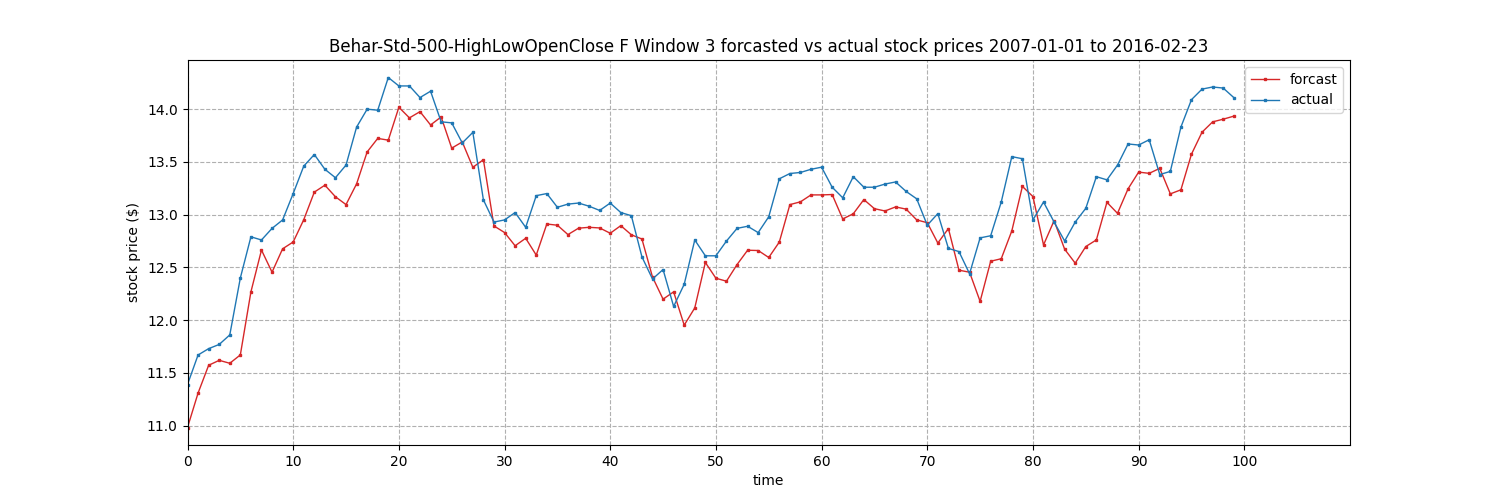 Behar-Std-500-HighLowOpenClose F Window 3 forcasted vs actual stock prices 2007-01-01 to 2016-02-23
forcast
actual
stock price ($)
14.0
13.5
13.0
12.5
12.0
11.5
11.0
0 10 20 30 40 50 60 70 80 90 100
time